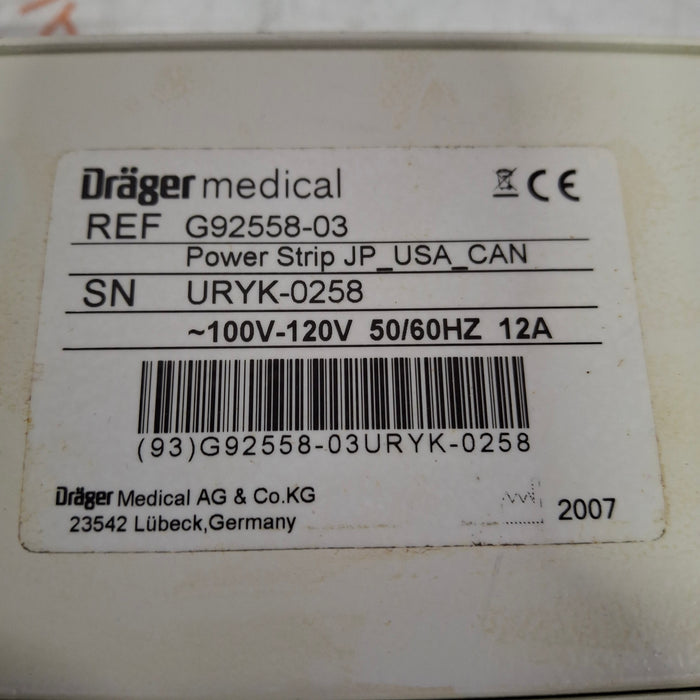 Dräger medical
REF G92558-03
Power Strip JP_USA_CAN
SN URYK-0258
~100V-120V 50/60HZ 12A
(93)G92558-03URYK-0258
Dräger Medical AG & Co.KG
23542 Lübeck,Germany
2007